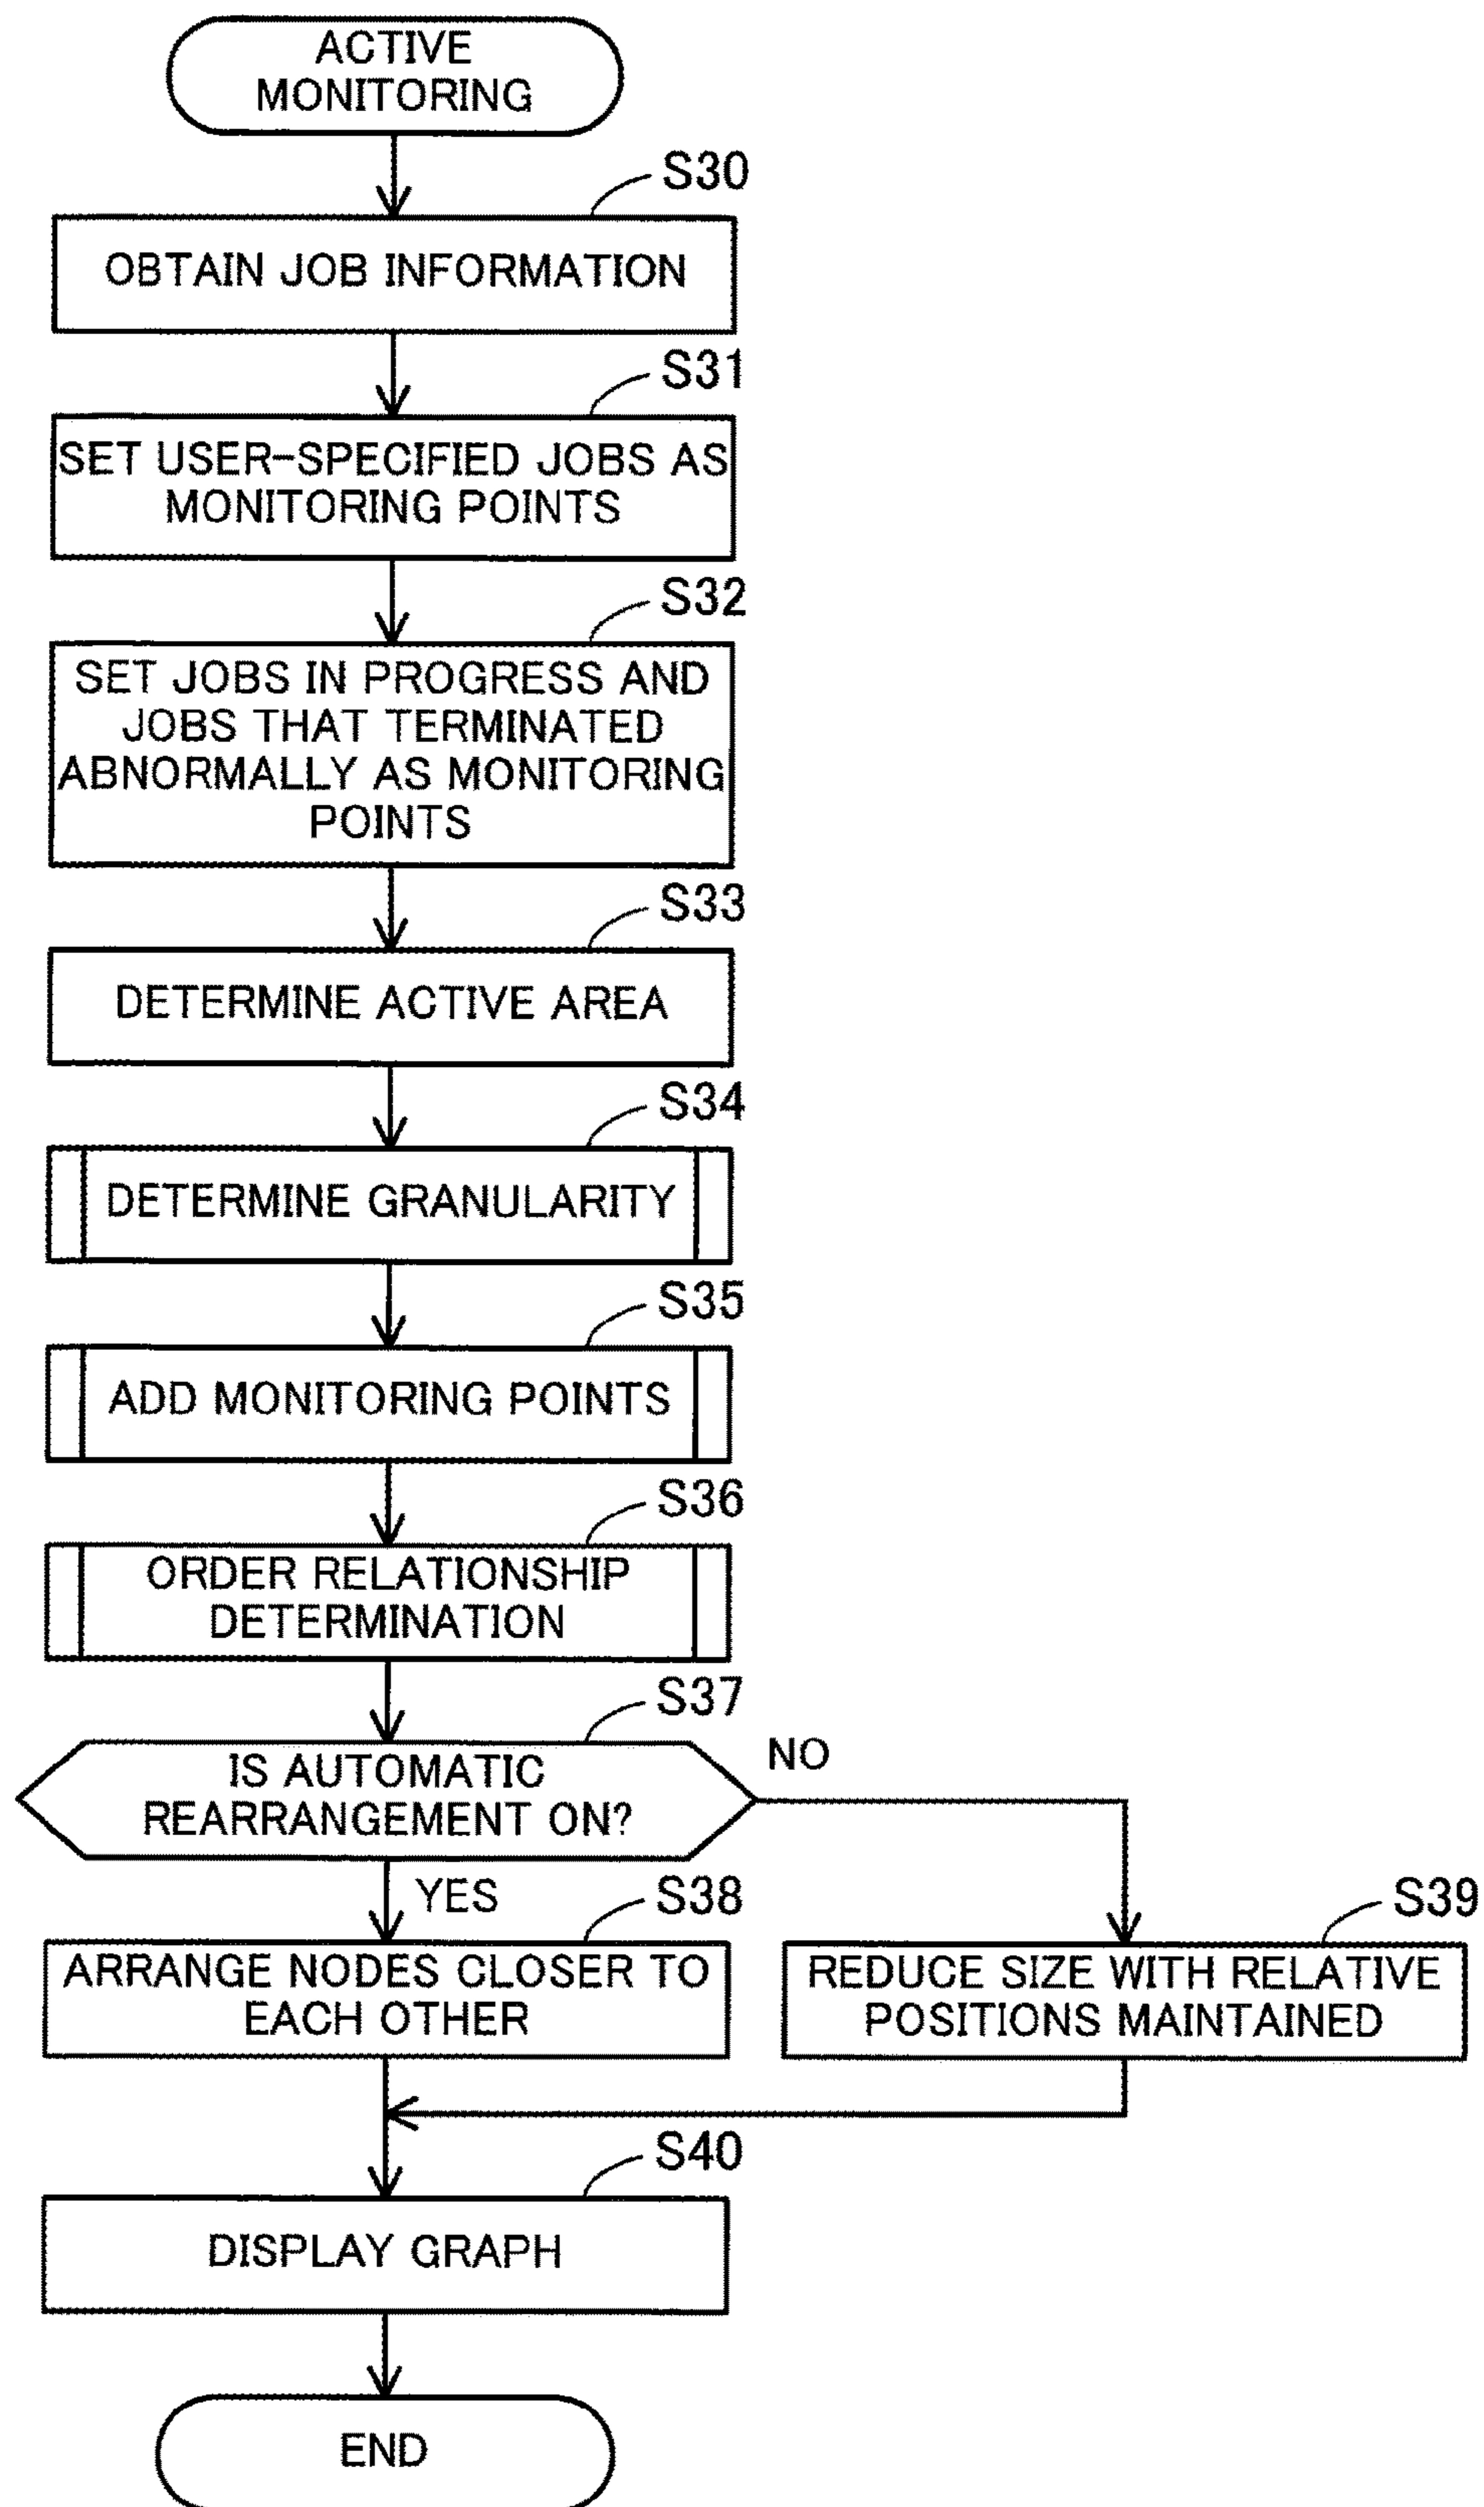 ACTIVE
MONITORING
S30
OBTAIN JOB INFORMATION
S31
SET USER-SPECIFIED JOBS AS
MONITORING POINTS
S32
SET JOBS IN PROGRESS AND
JOBS THAT TERMINATED
ABNORMALLY AS MONITORING
POINTS
S33
DETERMINE ACTIVE AREA
S34
DETERMINE GRANULARITY
S35
ADD MONITORING POINTS
S36
ORDER RELATIONSHIP
DETERMINATION
S37
IS AUTOMATIC
REARRANGEMENT ON?
NO
YES
S38
ARRANGE NODES CLOSER TO
EACH OTHER
S39
REDUCE SIZE WITH RELATIVE
POSITIONS MAINTAINED
S40
DISPLAY GRAPH
END